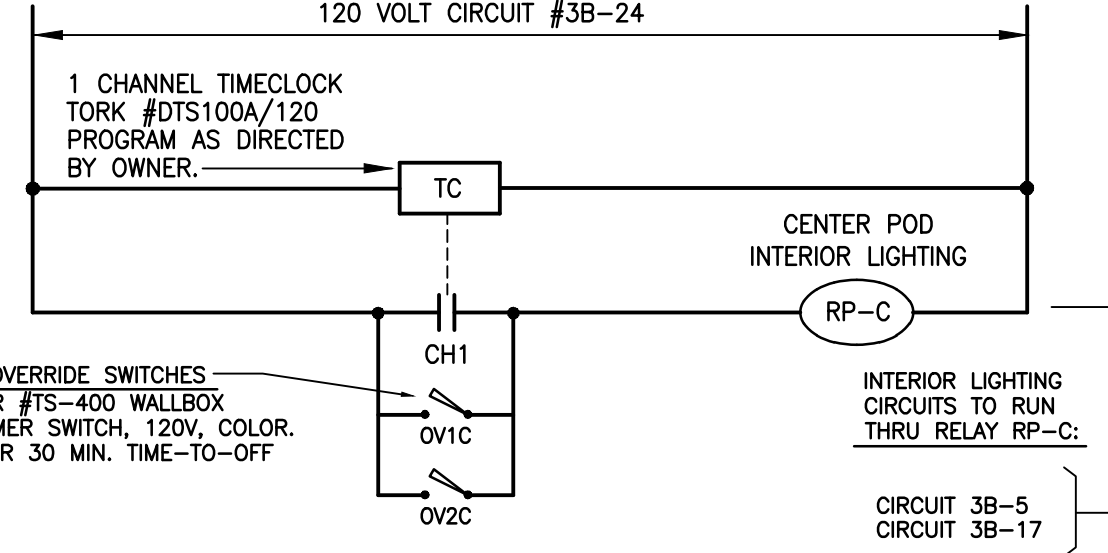 120 VOLT CIRCUIT #3B-24
1 CHANNEL TIMECLOCK
TORK #DTS100A/120
PROGRAM AS DIRECTED
BY OWNER.
TC
CENTER POD
INTERIOR LIGHTING
RP-C
CH1
OVERRIDE SWITCHES
#TS-400 WALLBOX
SWITCH, 120V, COLOR.
30 MIN. TIME-TO-OFF
OV1C
OV2C
INTERIOR LIGHTING
CIRCUITS TO RUN
THRU RELAY RP-C:
CIRCUIT 3B-5
CIRCUIT 3B-17